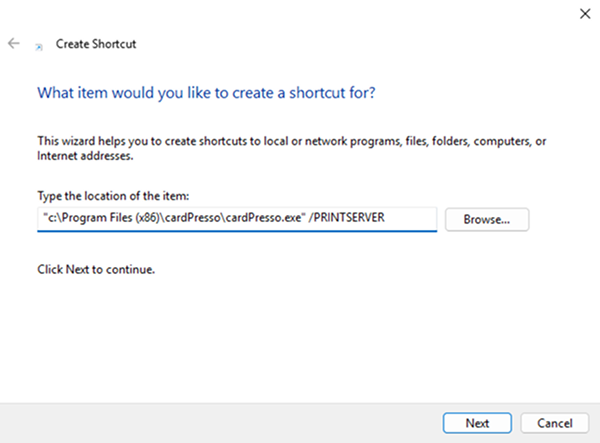 Create Shortcut
What item would you like to create a shortcut for?
This wizard helps you to create shortcuts to local or network programs, files, folders, computers, or
Internet addresses.
Type the location of the item:
"c:\Program Files (x86)\cardPresso\cardPresso.exe" /PRINTSERVER
Browse...
Click Next to continue.
Next
Cancel